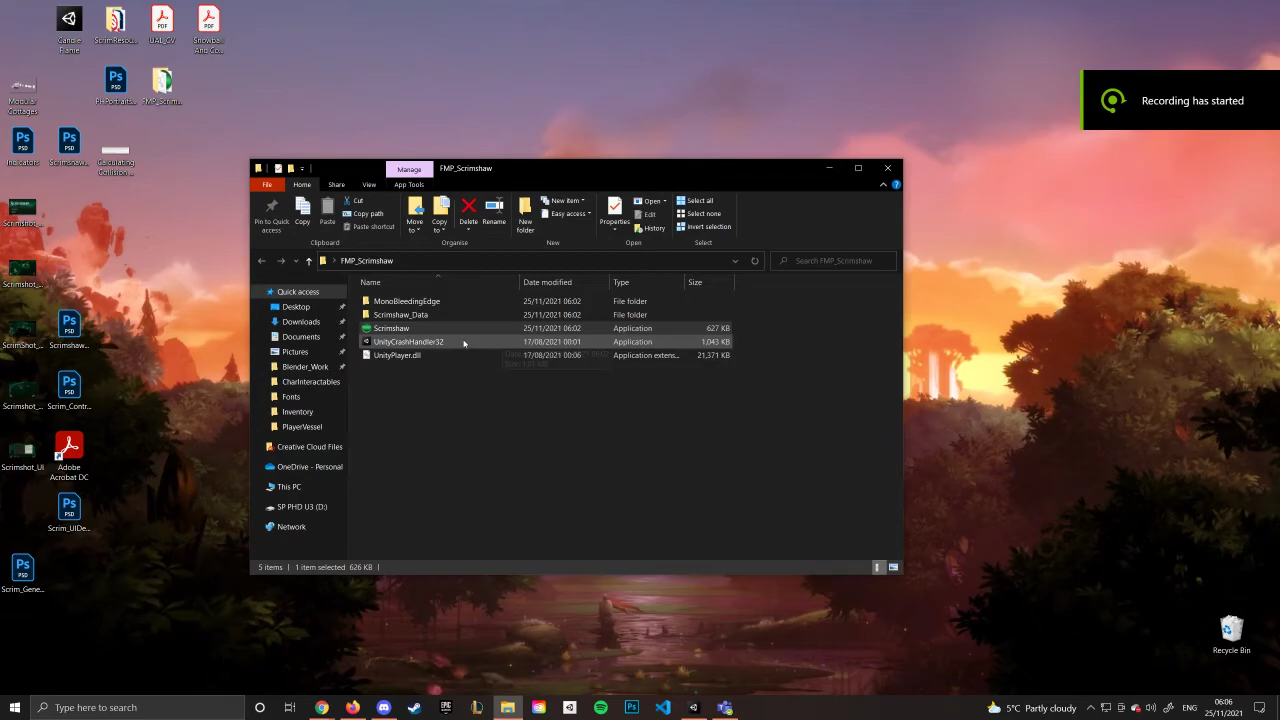 Candle
Flame
ScrimResou...
UAL_CV
Snowball
And Co...
Modular
Cottages
PHPortraits...
FMP_Scrim...
Indicators
Scrimshaw...
Calculating
Collision ...
Scrimshot_...
Scrimshot_...
Scrimshot_...
Scrimshaw...
Scrimshot_...
Scrim_Contr...
Scrimshot_UI
Adobe
Acrobat DC
Scrim_UIDe...
Scrim_Gene...
Recording has started
Manage
FMP_Scrimshaw
File
Home
Share
View
App Tools
Pin to Quick
access
Copy
Paste
Cut
Copy path
Paste shortcut
Clipboard
Move
to
Copy
to
Delete
Rename
Organise
New
folder
New item
Easy access
New
Properties
Open
Edit
History
Open
Select all
Select none
Invert selection
Select
FMP_Scrimshaw
Search FMP_Scrimshaw
Name
Date modified
Type
Size
MonoBleedingEdge 25/11/2021 06:02 File folder
Scrimshaw_Data 25/11/2021 06:02 File folder
Scrimshaw 25/11/2021 06:02 Application 627 KB
UnityCrashHandler32 17/08/2021 00:01 Application 1,043 KB
UnityPlayer.dll 17/08/2021 00:06 Application extens... 21,371 KB
Quick access
Desktop
Downloads
Documents
Pictures
Blender_Work
CharInteractables
Fonts
Inventory
PlayerVessel
Creative Cloud Files
OneDrive - Personal
This PC
SP PHD U3 (D:)
Network
5 items
1 item selected 626 KB
Recycle Bin
Type here to search
5°C Partly cloudy
ENG
06:06
25/11/2021